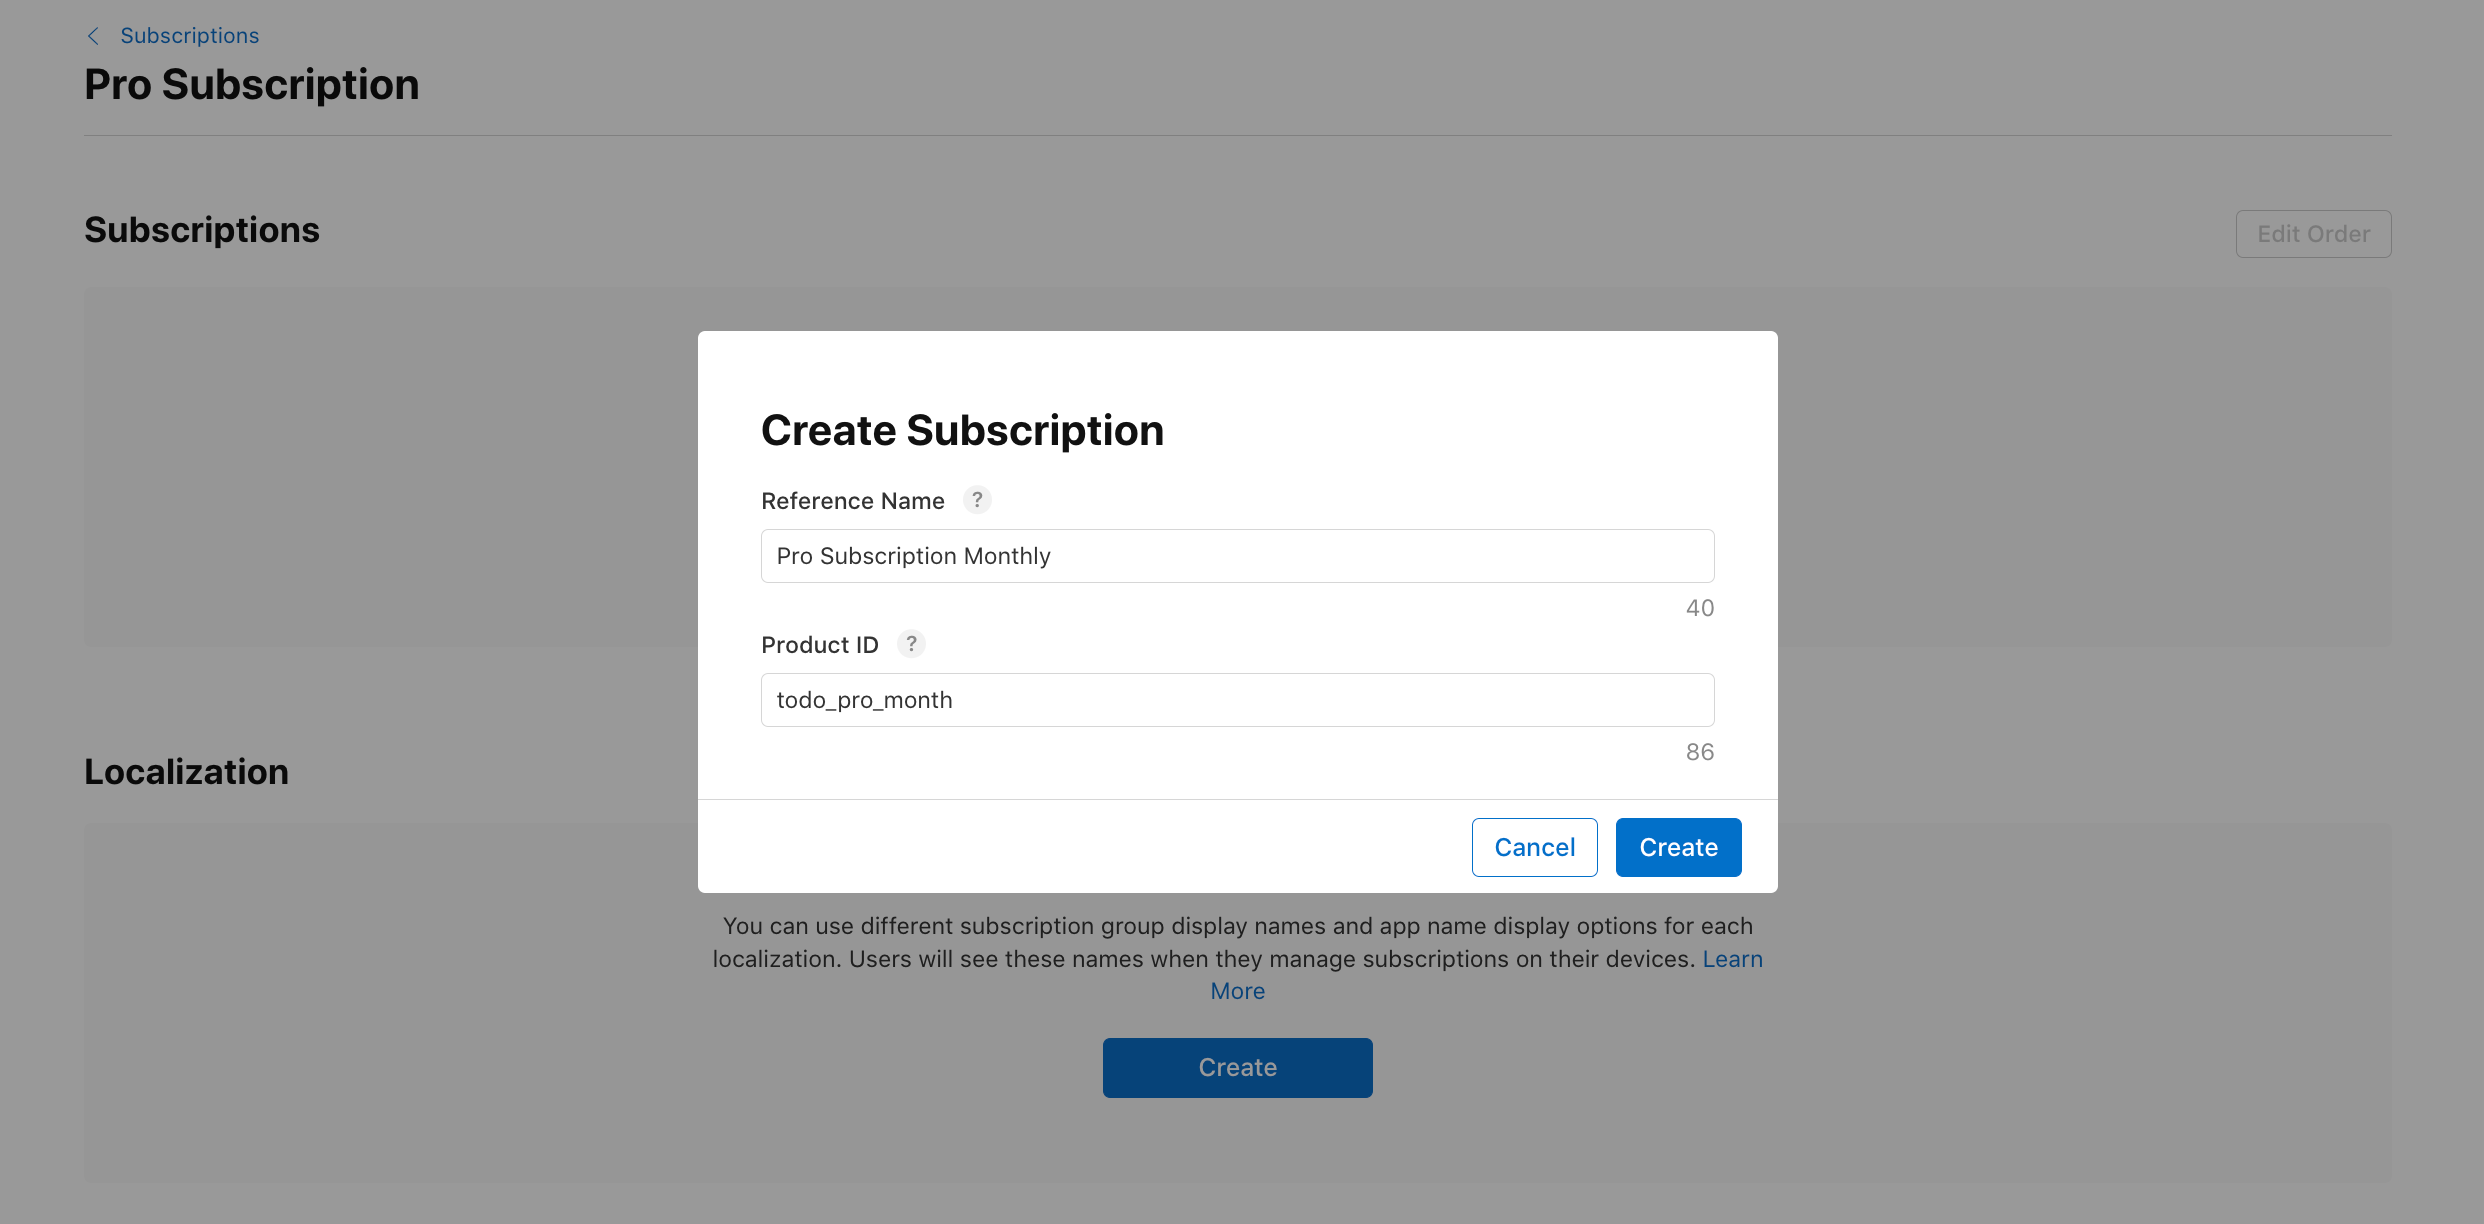 Subscriptions
Pro Subscription
Subscriptions
Edit Order
Create Subscription
Reference Name ?
Pro Subscription Monthly
40
Product ID ?
todo_pro_month
86
Cancel
Create
Localization
You can use different subscription group display names and app name display options for each
localization. Users will see these names when they manage subscriptions on their devices. Learn
More
Create